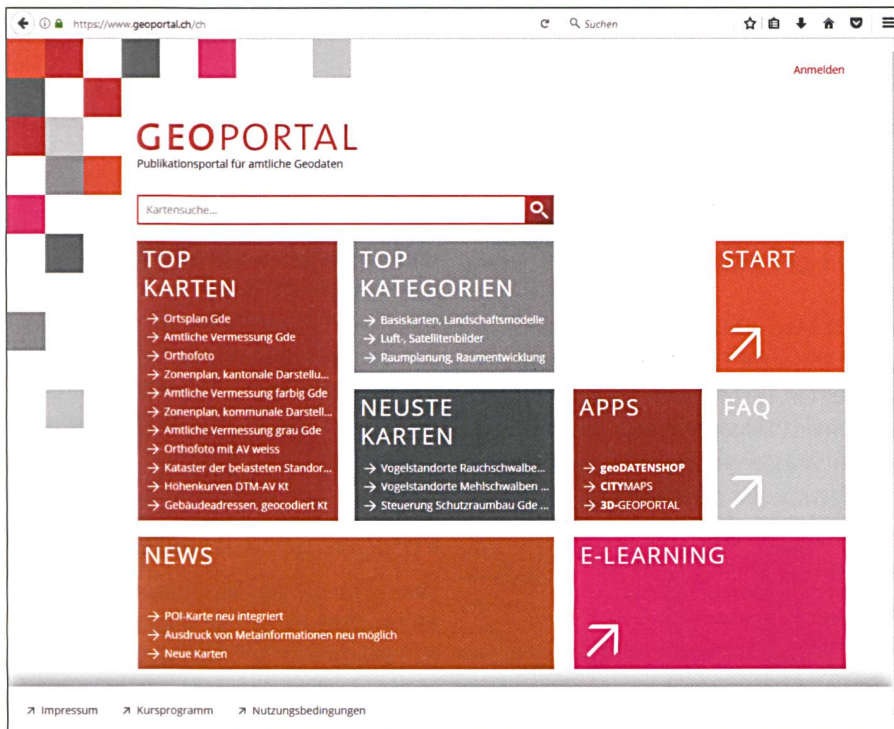 https://www.geoportal.ch/ch
Suchen
Anmelden
GEOPORTAL
Publikationsportal für amtliche Geodaten
Kartensuche...
TOP
KARTEN
→ Ortsplan Gde
→ Amtliche Vermessung Gde
→ Orthofoto
→ Zonenplan, kantonale Darstellu...
→ Amtliche Vermessung farbig Gde
→ Zonenplan, kommunale Darstell...
→ Amtliche Vermessung grau Gde
→ Orthofoto mit AV weiss
→ Kataster der belasteten Standor...
→ Höhenkurven DTM-AV Kt
→ Gebäudeadressen, geocodiert Kt
TOP
KATEGORIEN
→ Basiskarten, Landschaftsmodelle
→ Luft-, Satellitenbilder
→ Raumplanung, Raumentwicklung
START
NEUSTE
KARTEN
→ Vogelstandorte Rauchschwalbe...
→ Vogelstandorte Mehlschwalben ...
→ Steuerung Schutzraumbau Gde ...
APPS
→ geoDATENSHOP
→ CITYMAPS
→ 3D-GEOPORTAL
FAQ
NEWS
→ POI-Karte neu integriert
→ Ausdruck von Metainformationen neu möglich
→ Neue Karten
E-LEARNING
Impressum
Kursprogramm
Nutzungsbedingungen